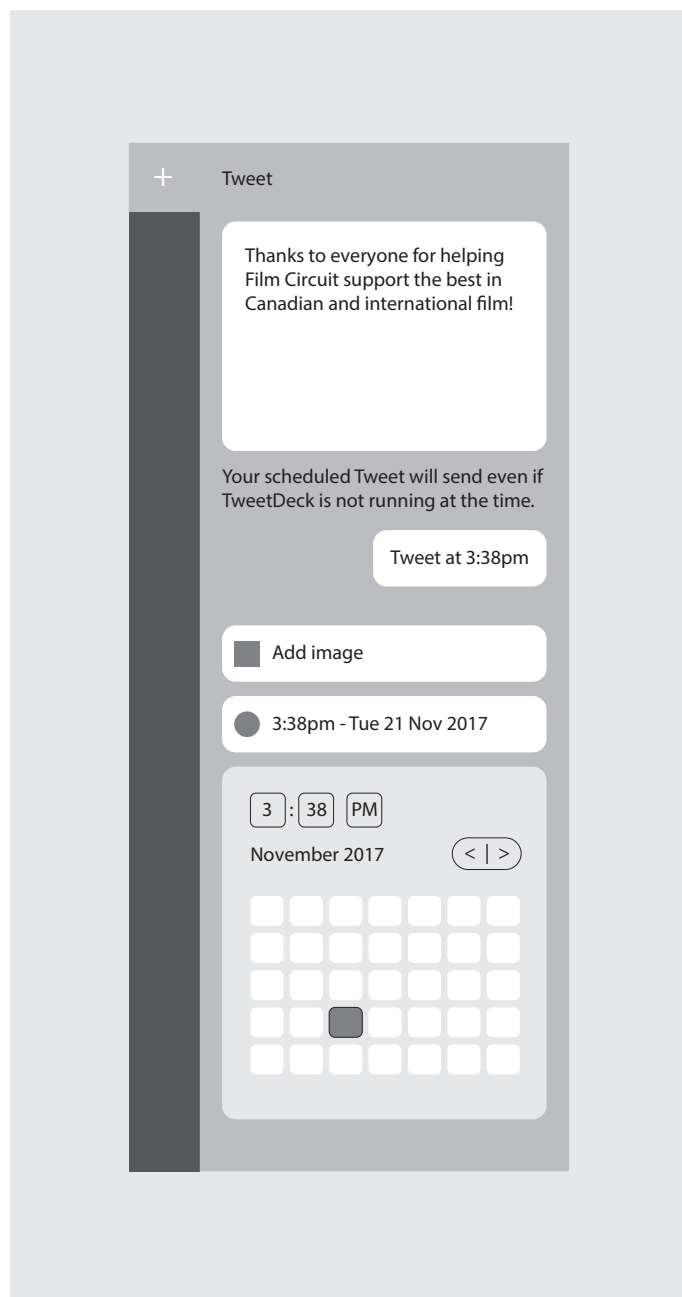 + Tweet
Thanks to everyone for helping
Film Circuit support the best in
Canadian and international film!
Your scheduled Tweet will send even if
TweetDeck is not running at the time.
Tweet at 3:38pm
Add image
3:38pm - Tue 21 Nov 2017
3 : 38 PM
November 2017 < | >